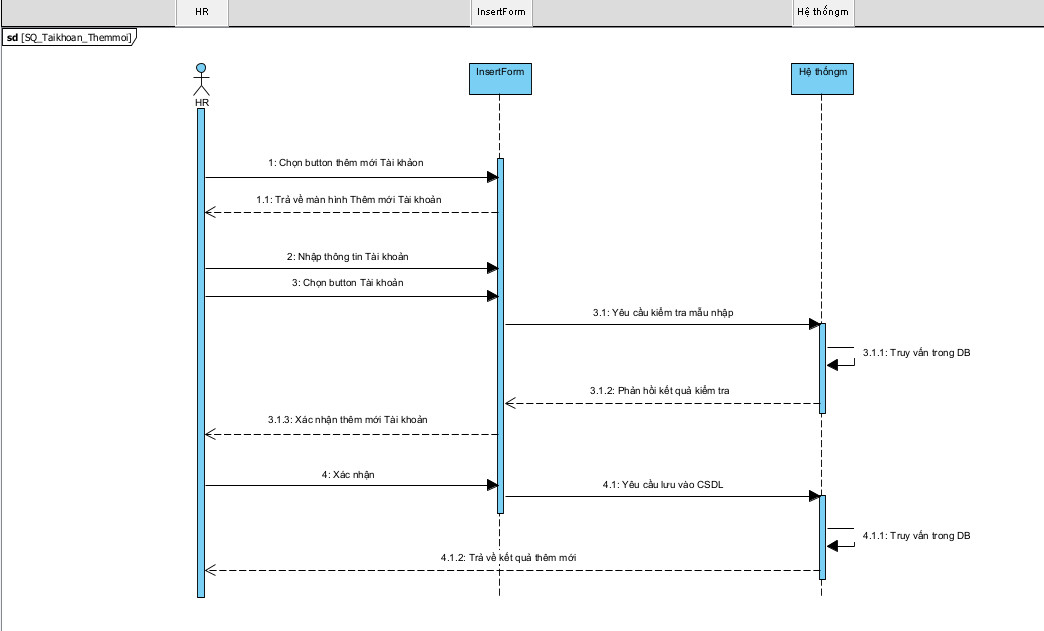 HR
InsertForm
Hệ thốngm
sd [SQ_Taikhoan_Themmoi]
InsertForm
Hệ thốngm
HR
1: Chọn button thêm mới Tài khảon
1.1: Trả về màn hình Thêm mới Tài khoản
2: Nhập thông tin Tài khoản
3: Chọn button Tài khoản
3.1: Yêu cầu kiểm tra mẫu nhập
3.1.1: Truy vấn trong DB
3.1.2: Phản hồi kết quả kiểm tra
3.1.3: Xác nhận thêm mới Tài khoản
4: Xác nhận
4.1: Yêu cầu lưu vào CSDL
4.1.1: Truy vấn trong DB
4.1.2: Trả về kết quả thêm mới